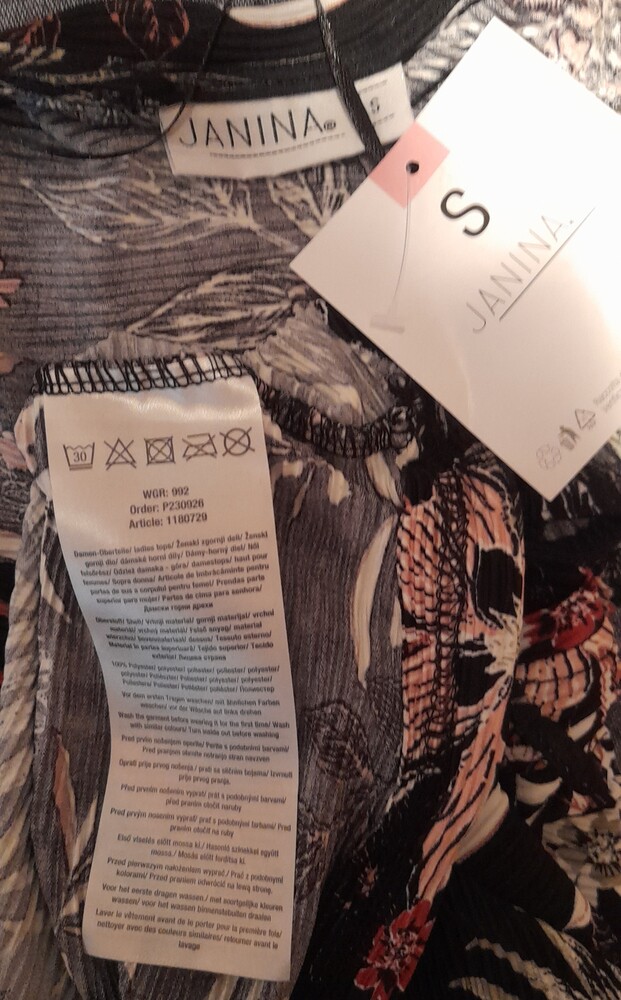 JANINA®
S
S
JANINA.
30
WGR: 992
Order: P230926
Article: 1180729
Damen-Oberteile/ ladies tops/ Ženski zgornji deli/ Ženski
gornji dio/ dámské horní díly/ Dámy-horný diel/ Női
felsőrész/ Odzież damska - góra/ damestops/ haut pour
femmes/ Sopra donna/ Articole de îmbrăcăminte pentru
partea de sus a corpului pentru femei/ Prendas parte
superior para mujer/ Partes de cima para senhora/
Дамски горни дрехи
Oberstoff/ Shell/ Vrhnji material/ gornji materijal/ vrchní
materiál/ vrchný materiál/ Felső anyag/ materiał
wierzchni/ bovenmateriaal/ dessus/ Tessuto esterno/
Material în partea superioară/ Tejido superior/ Tecido
exterior/ Лицева страна
100% Polyester/ polyester/ poliester/ poliester/ polyester/
polyester/ Poliészter/ Poliester/ polyester/ polyester/
Poliestere/ Poliester/ Poliéster/ poliéster/ Полиестер
Vor dem ersten Tragen waschen/ mit ähnlichen Farben
waschen/ vor der Wäsche auf links drehen
Wash the garment before wearing it for the first time/ Wash
with similar colours/ Turn inside out before washing
Pred prvim nošenjem operite/ Perite s podobnimi barvami/
Pred pranjem obrnite notranjo stran navzven
Oprati prije prvog nošenja / prati sa sličnim bojama/ Izvrnuti
prije prvog pranja.
Před prvním nošením vyprat/ prát s podobnými barvami/
před praním otočit naruby
Pred prvým nosením vyprať/ prať s podobnými farbami/ Pred
praním otočiť na ruby
Első viselés előtt mossa ki./ Hasonló színekkel együtt
mossa./ Mosás előtt fordítsa ki.
Przed pierwszym nałożeniem wyprać/ Prać z podobnymi
kolorami/ Przed praniem odwrócić na lewą stronę.
Voor het eerste dragen wassen/ met soortgelijke kleuren
wassen/ voor het wassen binnenstebuiten draaien
Laver le vêtement avant de le porter pour la première fois/
nettoyer avec des couleurs similaires/ retourner avant le
lavage